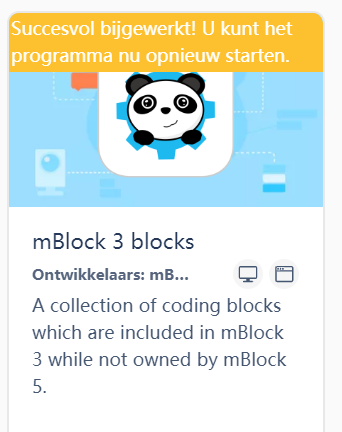 Succesvol bijgewerkt! U kunt het
programma nu opnieuw starten.
mBlock 3 blocks
Ontwikkelaars: mB...
A collection of coding blocks
which are included in mBlock
3 while not owned by mBlock
5.